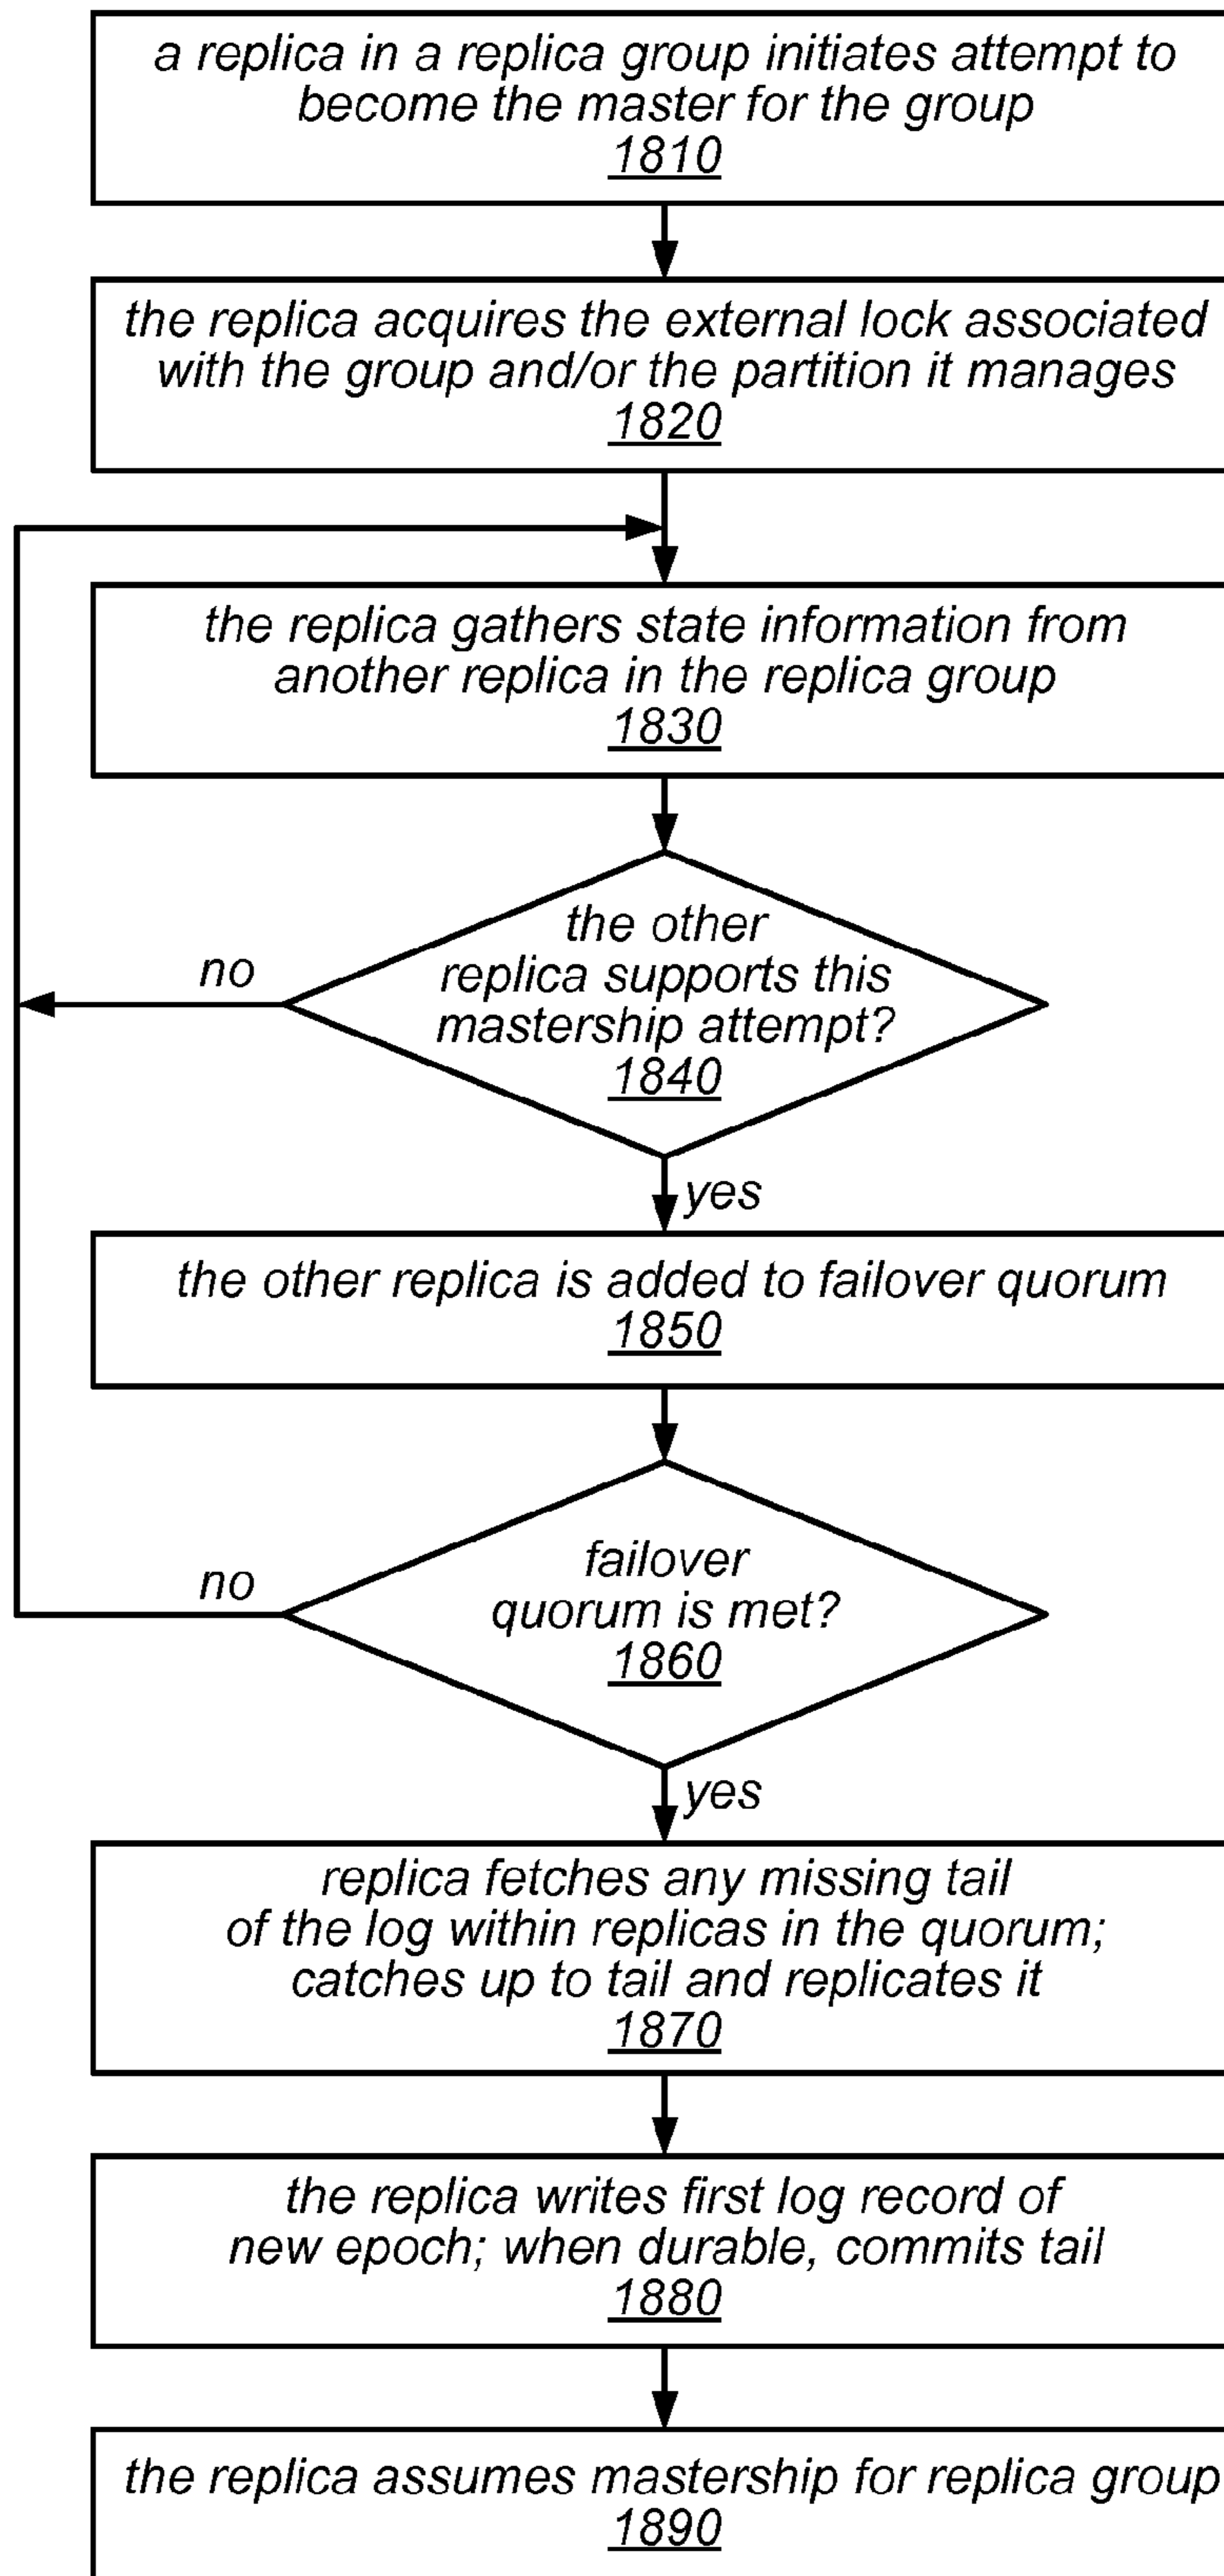 a replica in a replica group initiates attempt to
become the master for the group
1810
the replica acquires the external lock associated
with the group and/or the partition it manages
1820
the replica gathers state information from
another replica in the replica group
1830
the other
replica supports this
mastership attempt?
1840
no
yes
the other replica is added to failover quorum
1850
failover
quorum is met?
1860
no
yes
replica fetches any missing tail
of the log within replicas in the quorum;
catches up to tail and replicates it
1870
the replica writes first log record of
new epoch; when durable, commits tail
1880
the replica assumes mastership for replica group
1890